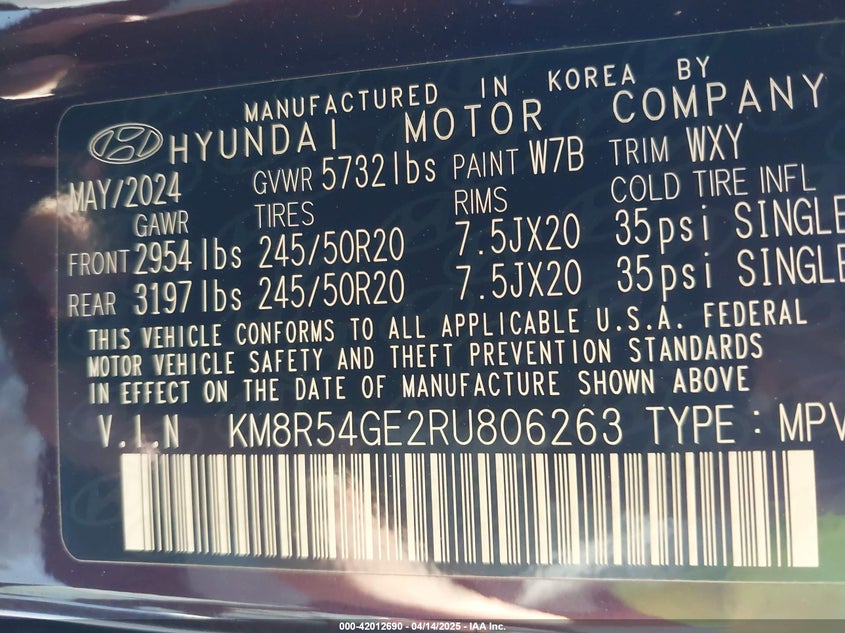 MANUFACTURED IN KOREA BY
HYUNDAI MOTOR COMPANY
MAY/2024 GVWR 5732lbs PAINT W7B TRIM WXY
GAWR TIRES RIMS COLD TIRE INFL
FRONT 2954lbs 245/50R20 7.5JX20 35psi SINGLE
REAR 3197lbs 245/50R20 7.5JX20 35psi SINGLE
THIS VEHICLE CONFORMS TO ALL APPLICABLE U.S.A. FEDERAL
MOTOR VEHICLE SAFETY AND THEFT PREVENTION STANDARDS
IN EFFECT ON THE DATE OF MANUFACTURE SHOWN ABOVE
V.I.N KM8R54GE2RU806263 TYPE : MPV
000-42012690 - 04/14/2025 - IAA Inc.